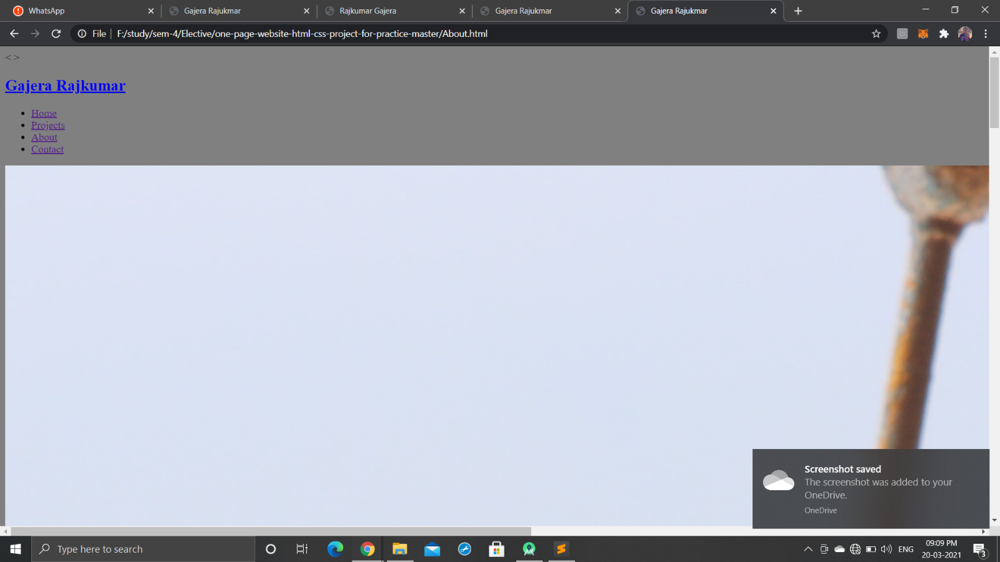 WhatsApp
Gajera Rajukmar
Rajkumar Gajera
Gajera Rajukmar
Gajera Rajukmar
File | F:/study/sem-4/Elective/one-page-website-html-css-project-for-practice-master/About.html
< >
Gajera Rajkumar
Home
Projects
About
Contact
Screenshot saved
The screenshot was added to your
OneDrive.
OneDrive
Type here to search
ENG
09:09 PM
20-03-2021
3